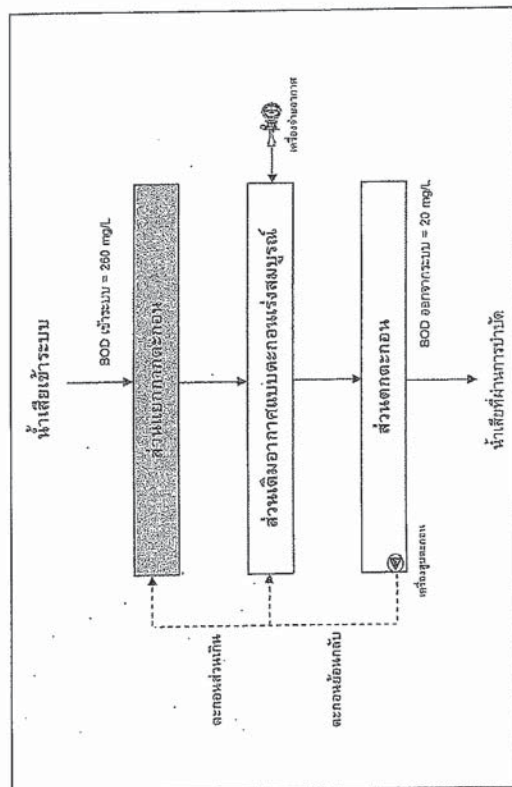 น้ำเสียเข้าระบบ
BOD เข้าระบบ = 260 mg/L
ส่วนแยกกากตะกอน
ส่วนเติมอากาศแบบตะกอนเร่งสมบูรณ์
เครื่องจ่ายอากาศ
ตะกอนส่วนเกิน
ตะกอนย้อนกลับ
ส่วนตกตะกอน
เครื่องสูบตะกอน
BOD ออกจากระบบ = 20 mg/L
น้ำเสียที่ผ่านการบำบัด